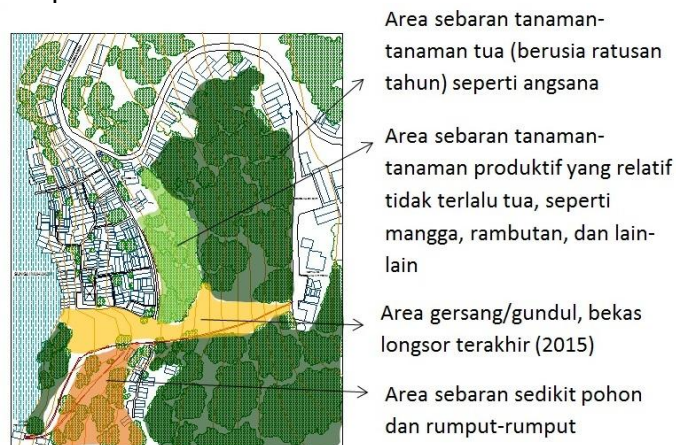 Area sebaran tanaman-
tanaman tua (berusia ratusan
tahun) seperti angsana
Area sebaran tanaman-
tanaman produktif yang relatif
tidak terlalu tua, seperti
mangga, rambutan, dan lain-
lain
Area gersang/gundul, bekas
longsor terakhir (2015)
Area sebaran sedikit pohon
dan rumput-rumput